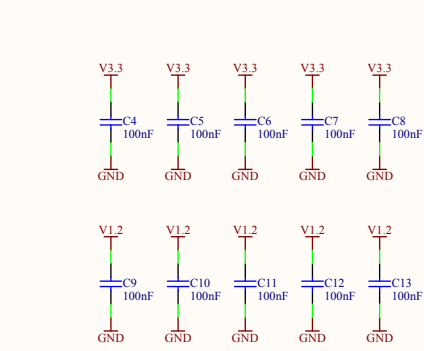 V3.3 V3.3 V3.3 V3.3 V3.3
C4 C5 C6 C7 C8
100nF 100nF 100nF 100nF 100nF
GND GND GND GND GND
V1.2 V1.2 V1.2 V1.2 V1.2
C9 C10 C11 C12 C13
100nF 100nF 100nF 100nF 100nF
GND GND GND GND GND